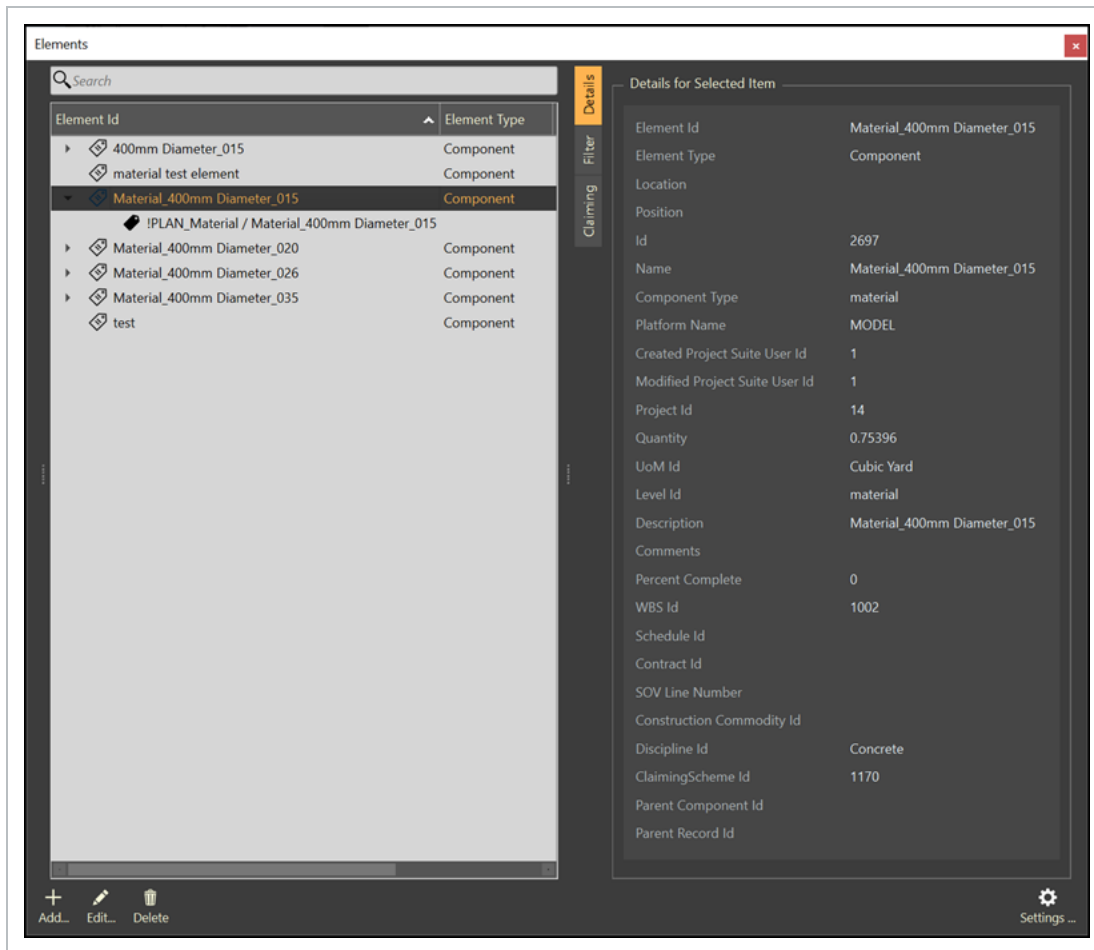 Elements
x
Search
Element Id Element Type
400mm Diameter_015 Component
material test element Component
Material_400mm Diameter_015 Component
!PLAN_Material / Material_400mm Diameter_015
Material_400mm Diameter_020 Component
Material_400mm Diameter_026 Component
Material_400mm Diameter_035 Component
test Component
Details
Filter
Claiming
Details for Selected Item
Element Id Material_400mm Diameter_015
Element Type Component
Location
Position
Id 2697
Name Material_400mm Diameter_015
Component Type material
Platform Name MODEL
Created Project Suite User Id 1
Modified Project Suite User Id 1
Project Id 14
Quantity 0.75396
UoM Id Cubic Yard
Level Id material
Description Material_400mm Diameter_015
Comments
Percent Complete 0
WBS Id 1002
Schedule Id
Contract Id
SOV Line Number
Construction Commodity Id
Discipline Id Concrete
ClaimingScheme Id 1170
Parent Component Id
Parent Record Id
Add... Edit... Delete Settings ...